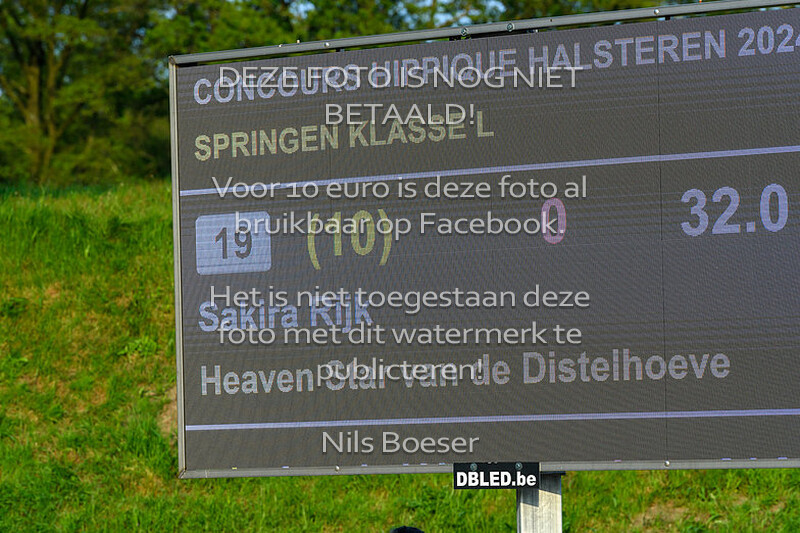 CONCOURS HIPPIQUE HALSTEREN 2024
DEZE FOTO IS NOG NIET
BETAALD!
SPRINGEN KLASSE L
Voor 10 euro is deze foto al
bruikbaar op Facebook.
19 (10) 0 32.0
Het is niet toegestaan deze
Sakira Rijk
foto met dit watermerk te
publiceren!
Heaven Star van de Distelhoeve
Nils Boeser
DBLED.be